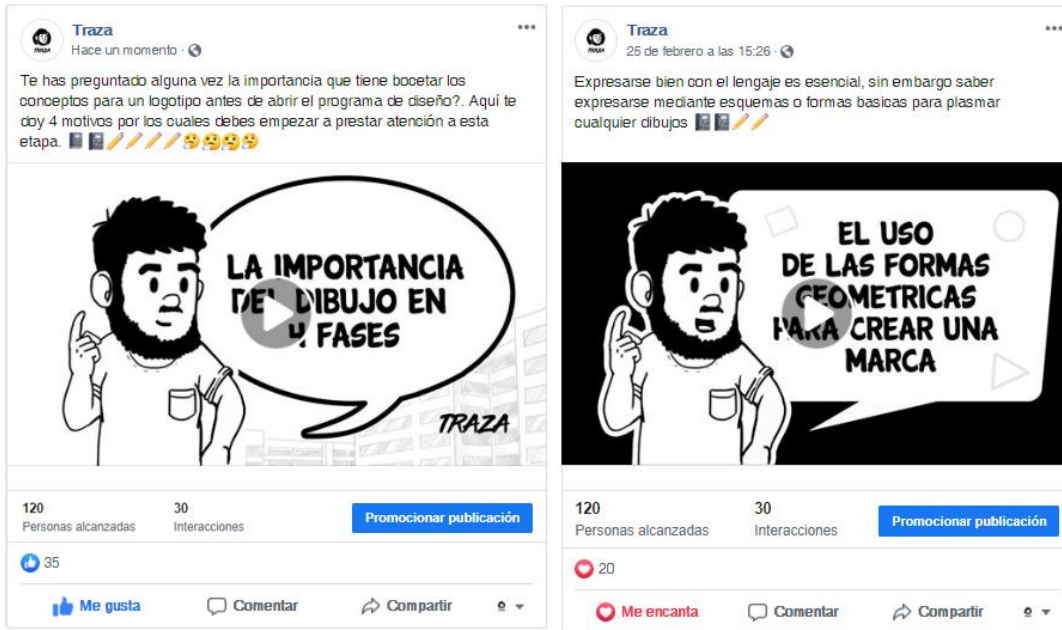 Traza
Hace un momento ·
Te has preguntado alguna vez la importancia que tiene bocetar los
conceptos para un logotipo antes de abrir el programa de diseño?. Aquí te
doy 4 motivos por los cuales debes empezar a prestar atención a esta
etapa.
LA IMPORTANCIA
DEL DIBUJO EN
4 FASES
TRAZA
120
Personas alcanzadas
30
Interacciones
Promocionar publicación
35
Me gusta
Comentar
Compartir
Traza
25 de febrero a las 15:26 ·
Expresarse bien con el lengaje es esencial, sin embargo saber
expresarse mediante esquemas o formas basicas para plasmar
cualquier dibujos
EL USO
DE LAS FORMAS
GEOMETRICAS
PARA CREAR UNA
MARCA
120
Personas alcanzadas
30
Interacciones
Promocionar publicación
20
Me encanta
Comentar
Compartir